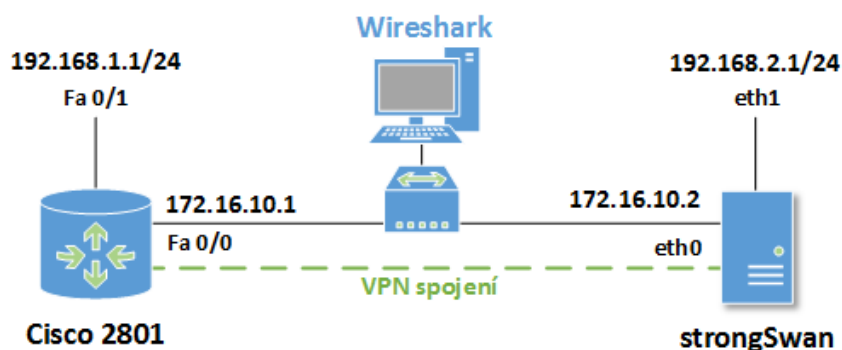 Wireshark
192.168.1.1/24
Fa 0/1
192.168.2.1/24
eth1
172.16.10.1
Fa 0/0
172.16.10.2
eth0
VPN spojení
Cisco 2801
strongSwan